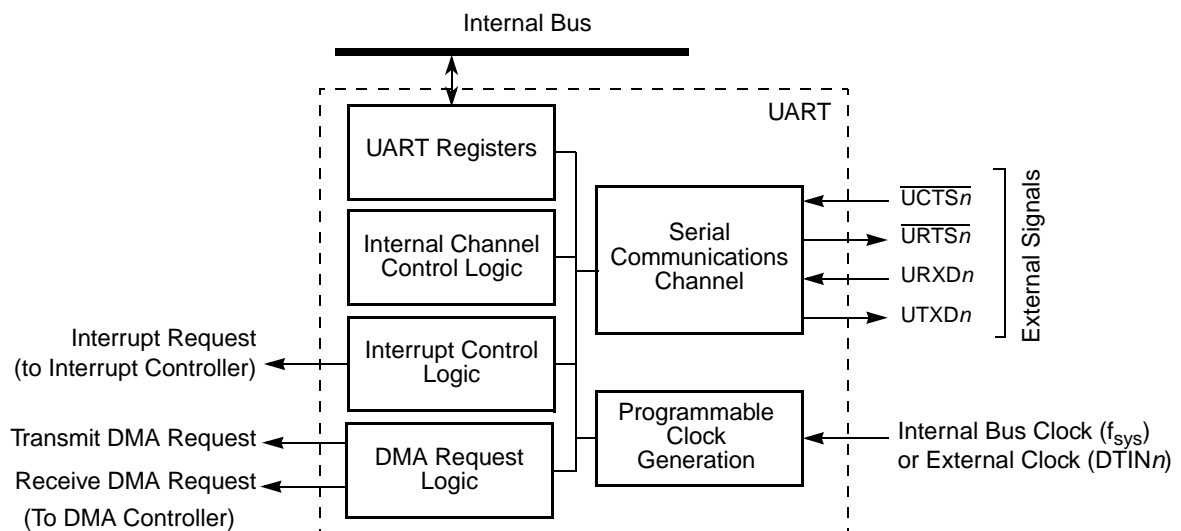 Internal Bus
UART
UART Registers
Internal Channel
Control Logic
Interrupt Control
Logic
DMA Request
Logic
Serial
Communications
Channel
Programmable
Clock
Generation
UCTSn
URTSn
URXDn
UTXDn
External Signals
Interrupt Request
(to Interrupt Controller)
Transmit DMA Request
Receive DMA Request
(To DMA Controller)
Internal Bus Clock (fsys)
or External Clock (DTINn)